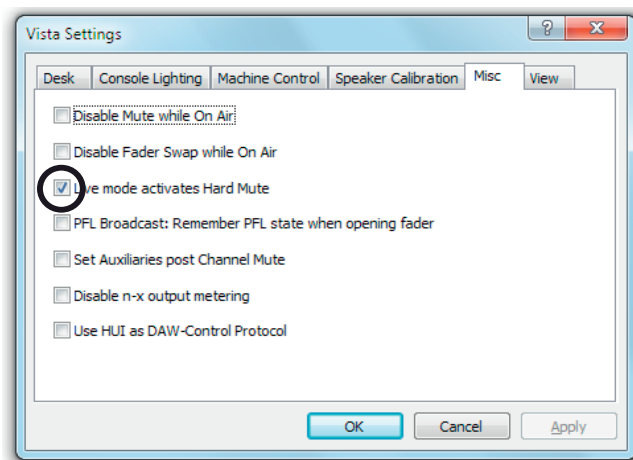 Vista Settings
Desk Console Lighting Machine Control Speaker Calibration Misc View
Disable Mute while On Air
Disable Fader Swap while On Air
Live mode activates Hard Mute
PFL Broadcast: Remember PFL state when opening fader
Set Auxiliaries post Channel Mute
Disable n-x output metering
Use HUI as DAW-Control Protocol
OK Cancel Apply